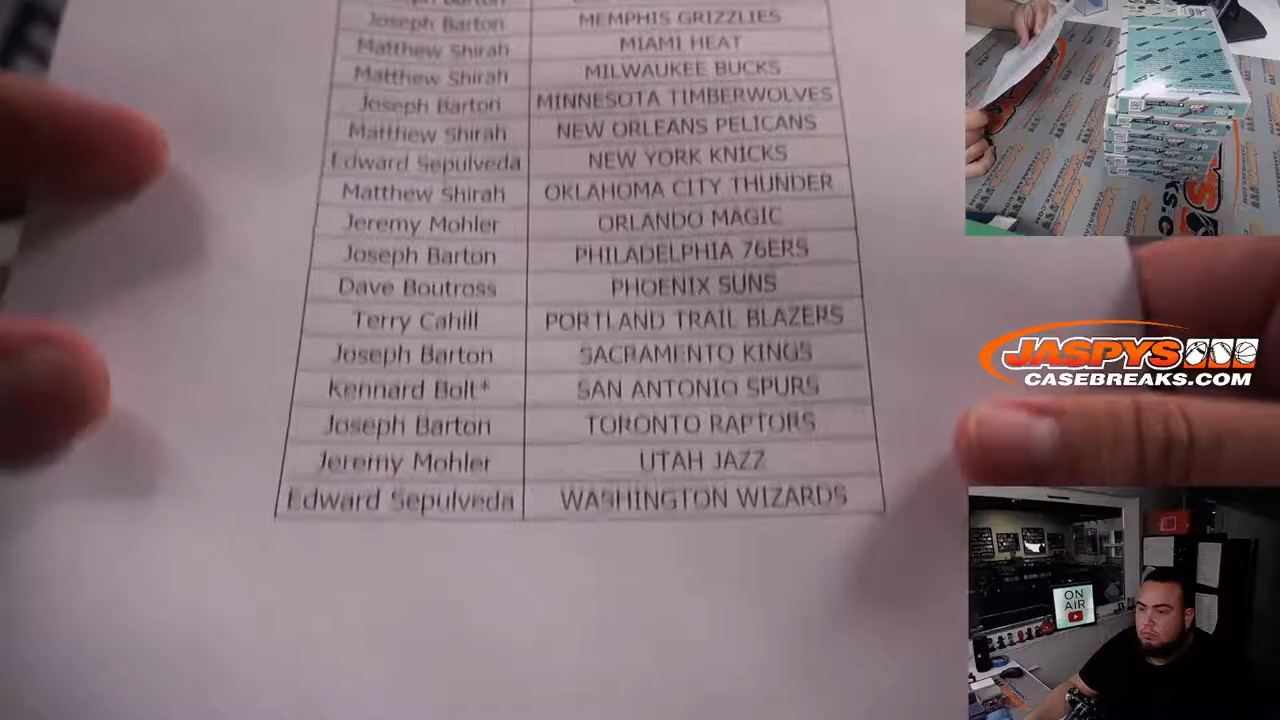 Joseph Barton MEMPHIS GRIZZLIES
Matthew Shirah MIAMI HEAT
Matthew Shirah MILWAUKEE BUCKS
Joseph Barton MINNESOTA TIMBERWOLVES
Matthew Shirah NEW ORLEANS PELICANS
Edward Sepulveda NEW YORK KNICKS
Matthew Shirah OKLAHOMA CITY THUNDER
Jeremy Mohler ORLANDO MAGIC
Joseph Barton PHILADELPHIA 76ERS
Dave Boutross PHOENIX SUNS
Terry Cahill PORTLAND TRAIL BLAZERS
Joseph Barton SACRAMENTO KINGS
Kennard Bolt* SAN ANTONIO SPURS
Joseph Barton TORONTO RAPTORS
Jeremy Mohler UTAH JAZZ
Edward Sepulveda WASHINGTON WIZARDS
JASPYS
CASEBREAKS.COM
ON
AIR